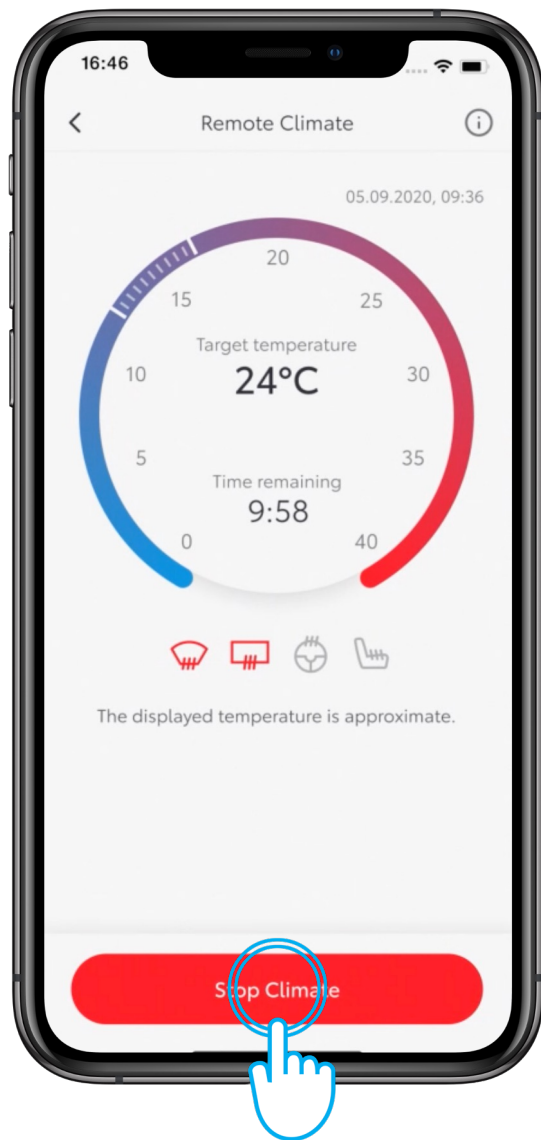 16:46
Remote Climate
05.09.2020, 09:36
20
15
25
Target temperature
10
24°C
30
5
35
Time remaining
9:58
0
40
The displayed temperature is approximate.
Stop Climate